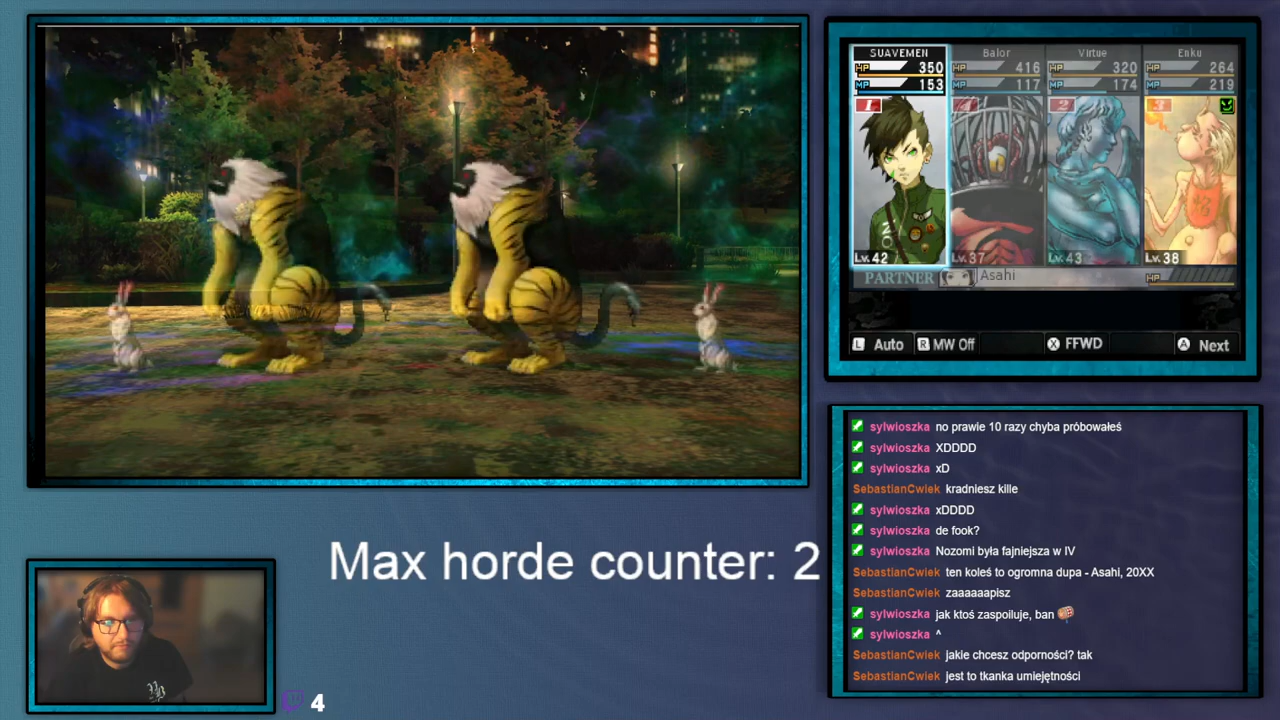 SUAVEMEN Balor Virtue Enku
HP 350 HP 416 HP 320 HP 264
MP 153 MP 117 MP 174 MP 219
1 4 2 3
Lv.42 Lv.37 Lv.43 Lv.38
PARTNER Asahi HP
L Auto R MW Off X FFWD A Next
sylwioszka no prawie 10 razy chyba próbowałeś
sylwioszka XDDDD
sylwioszka xD
SebastianCwiek kradniesz kille
sylwioszka xDDDD
sylwioszka de fook?
sylwioszka Nozomi była fajniejsza w IV
SebastianCwiek ten koleś to ogromna dupa - Asahi, 20XX
SebastianCwiek zaaaaaapisz
sylwioszka jak ktoś zaspoiluje, ban
sylwioszka ^
SebastianCwiek jakie chcesz odporności? tak
SebastianCwiek jest to tkanka umiejętności
Max horde counter: 2
4